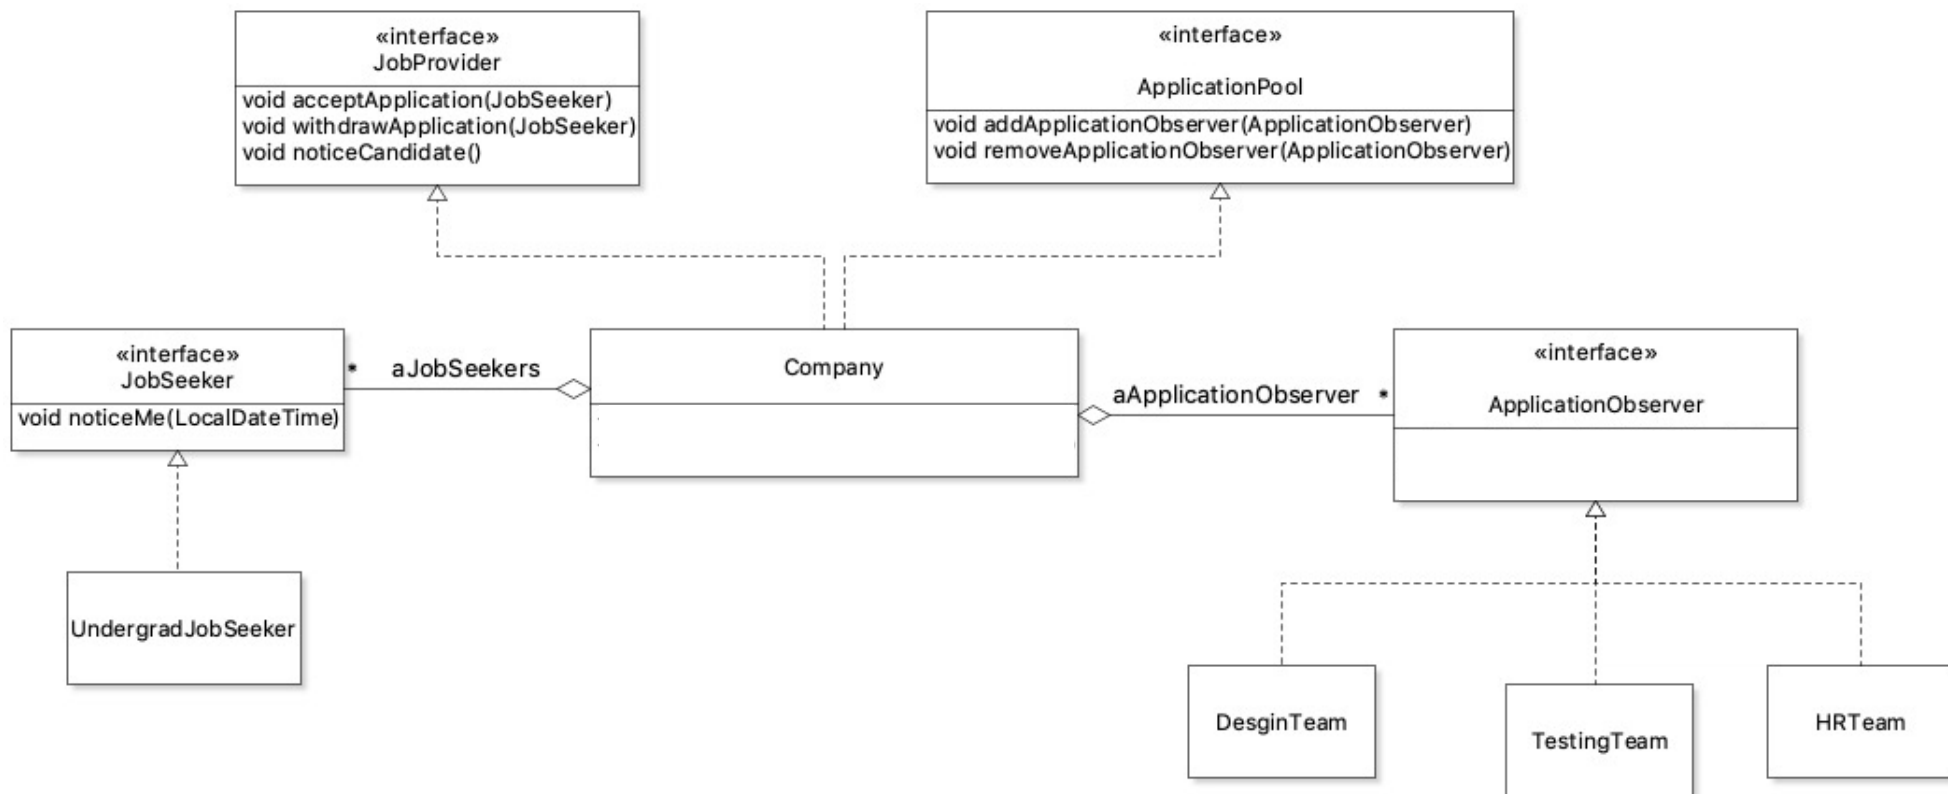 «interface»
JobProvider
void acceptApplication(JobSeeker)
void withdrawApplication(JobSeeker)
void noticeCandidate()
«interface»
ApplicationPool
void addApplicationObserver(ApplicationObserver)
void removeApplicationObserver(ApplicationObserver)
«interface»
JobSeeker
void noticeMe(LocalDateTime)
* aJobSeekers
Company
aApplicationObserver *
«interface»
ApplicationObserver
UndergradJobSeeker
DesginTeam
TestingTeam
HRTeam